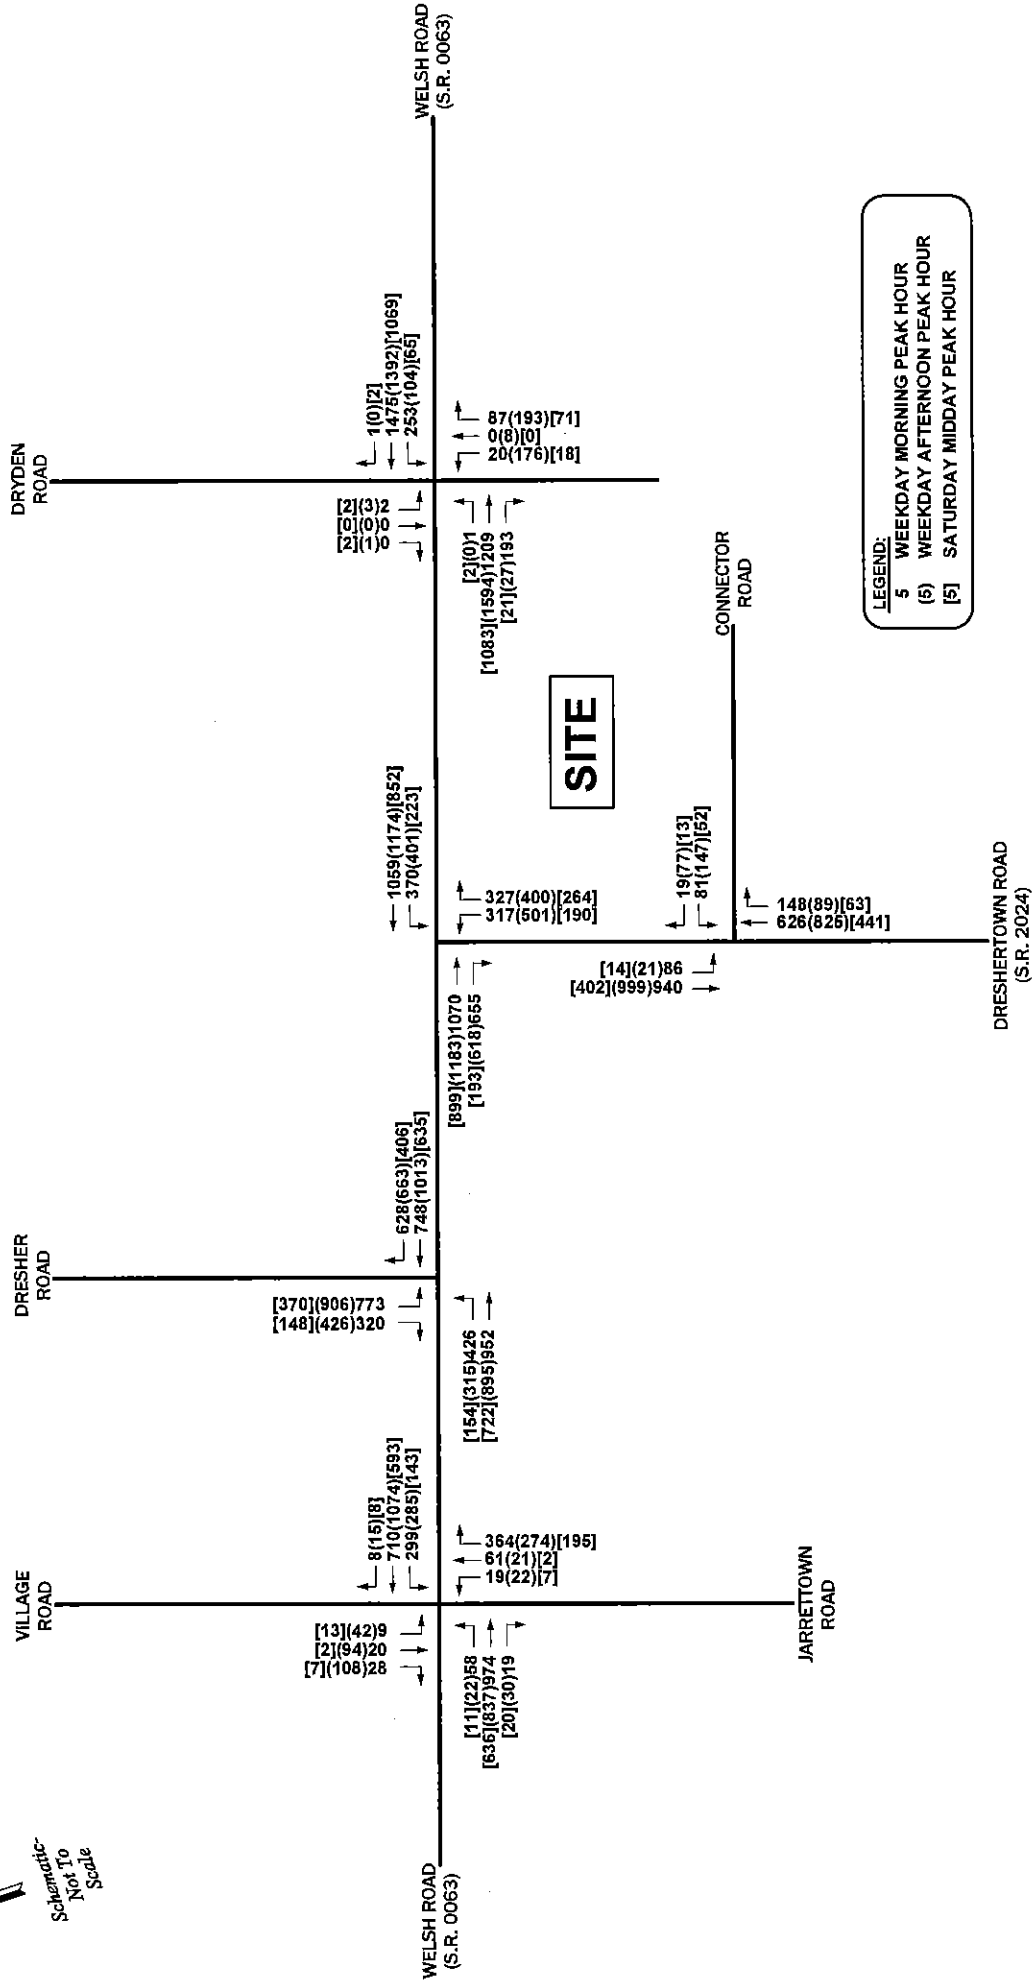 Schematic-
Not To
Scale
WELSH ROAD
(S.R. 0063)
VILLAGE
ROAD
8(15)[8]
710(1074)[593]
299(285)[143]
[13](42)9
[2](94)20
[7](108)28
[11](22)58
[636](837)974
[20](30)19
364(274)[195]
61(21)[2]
19(22)[7]
JARRETTOWN
ROAD
DRESHER
ROAD
628(663)[406]
748(1013)[635]
[370](906)773
[148](426)320
[154](315)426
[722](895)952
1059(1174)[852]
370(401)[223]
[899](1183)1070
[193](618)655
327(400)[264]
317(501)[190]
SITE
19(77)[13]
81(147)[52]
[14](21)86
[402](999)940
148(89)[63]
626(825)[441]
CONNECTOR
ROAD
DRESHERTOWN ROAD
(S.R. 2024)
DRYDEN
ROAD
1(0)[2]
1475(1392)[1069]
253(104)[65]
[2](3)2
[0](0)0
[2](1)0
[2](0)1
[1083](1594)1209
[21](27)193
87(193)[71]
0(8)[0]
20(176)[18]
WELSH ROAD
(S.R. 0063)
LEGEND:
5 WEEKDAY MORNING PEAK HOUR
(5) WEEKDAY AFTERNOON PEAK HOUR
[5] SATURDAY MIDDAY PEAK HOUR